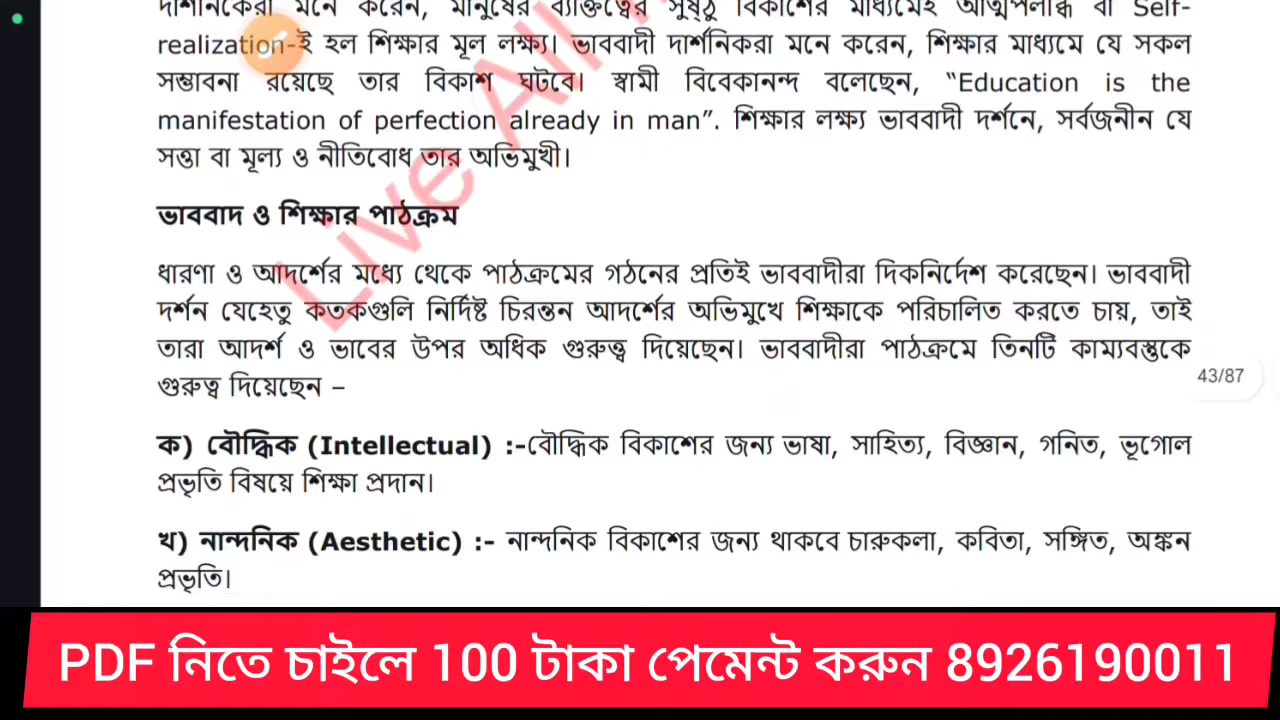 দার্শনিকেরা মনে করেন, মানুষের ব্যক্তিত্বের সুষ্ঠু বিকাশের মাধ্যমেই আত্মপলব্ধি বা Self-
realization-ই হল শিক্ষার মূল লক্ষ্য। ভাববাদী দার্শনিকরা মনে করেন, শিক্ষার মাধ্যমে যে সকল
সম্ভাবনা রয়েছে তার বিকাশ ঘটবে। স্বামী বিবেকানন্দ বলেছেন, “Education is the
manifestation of perfection already in man”. শিক্ষার লক্ষ্য ভাববাদী দর্শনে, সর্বজনীন যে
সত্তা বা মূল্য ও নীতিবোধ তার অভিমুখী।
ভাববাদ ও শিক্ষার পাঠক্রম
ধারণা ও আদর্শের মধ্যে থেকে পাঠক্রমের গঠনের প্রতিই ভাববাদীরা দিকনির্দেশ করেছেন। ভাববাদী
দর্শন যেহেতু কতকগুলি নির্দিষ্ট চিরন্তন আদর্শের অভিমুখে শিক্ষাকে পরিচালিত করতে চায়, তাই
তারা আদর্শ ও ভাবের উপর অধিক গুরুত্ত্ব দিয়েছেন। ভাববাদীরা পাঠক্রমে তিনটি কাম্যবস্তুকে
গুরুত্ব দিয়েছেন –
43/87
ক) বৌদ্ধিক (Intellectual) :-বৌদ্ধিক বিকাশের জন্য ভাষা, সাহিত্য, বিজ্ঞান, গনিত, ভূগোল
প্রভৃতি বিষয়ে শিক্ষা প্রদান।
খ) নান্দনিক (Aesthetic) :- নান্দনিক বিকাশের জন্য থাকবে চারুকলা, কবিতা, সঙ্গিত, অঙ্কন
প্রভৃতি।
Live All
PDF নিতে চাইলে 100 টাকা পেমেন্ট করুন 8926190011